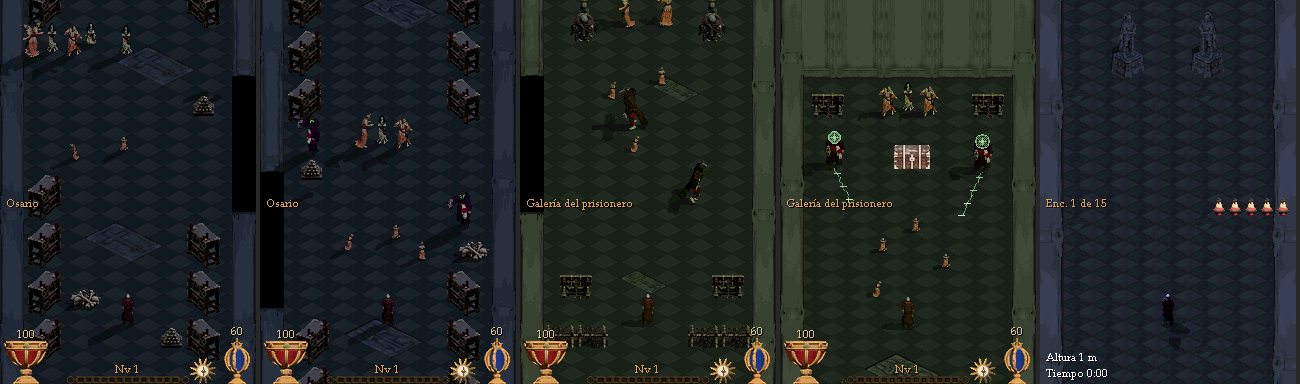 Osario
100
60
Nv 1
Osario
100
60
Nv 1
Galería del prisionero
100
60
Nv 1
Galería del prisionero
100
60
Nv 1
Enc. 1 de 15
Altura 1 m
Tiempo 0:00